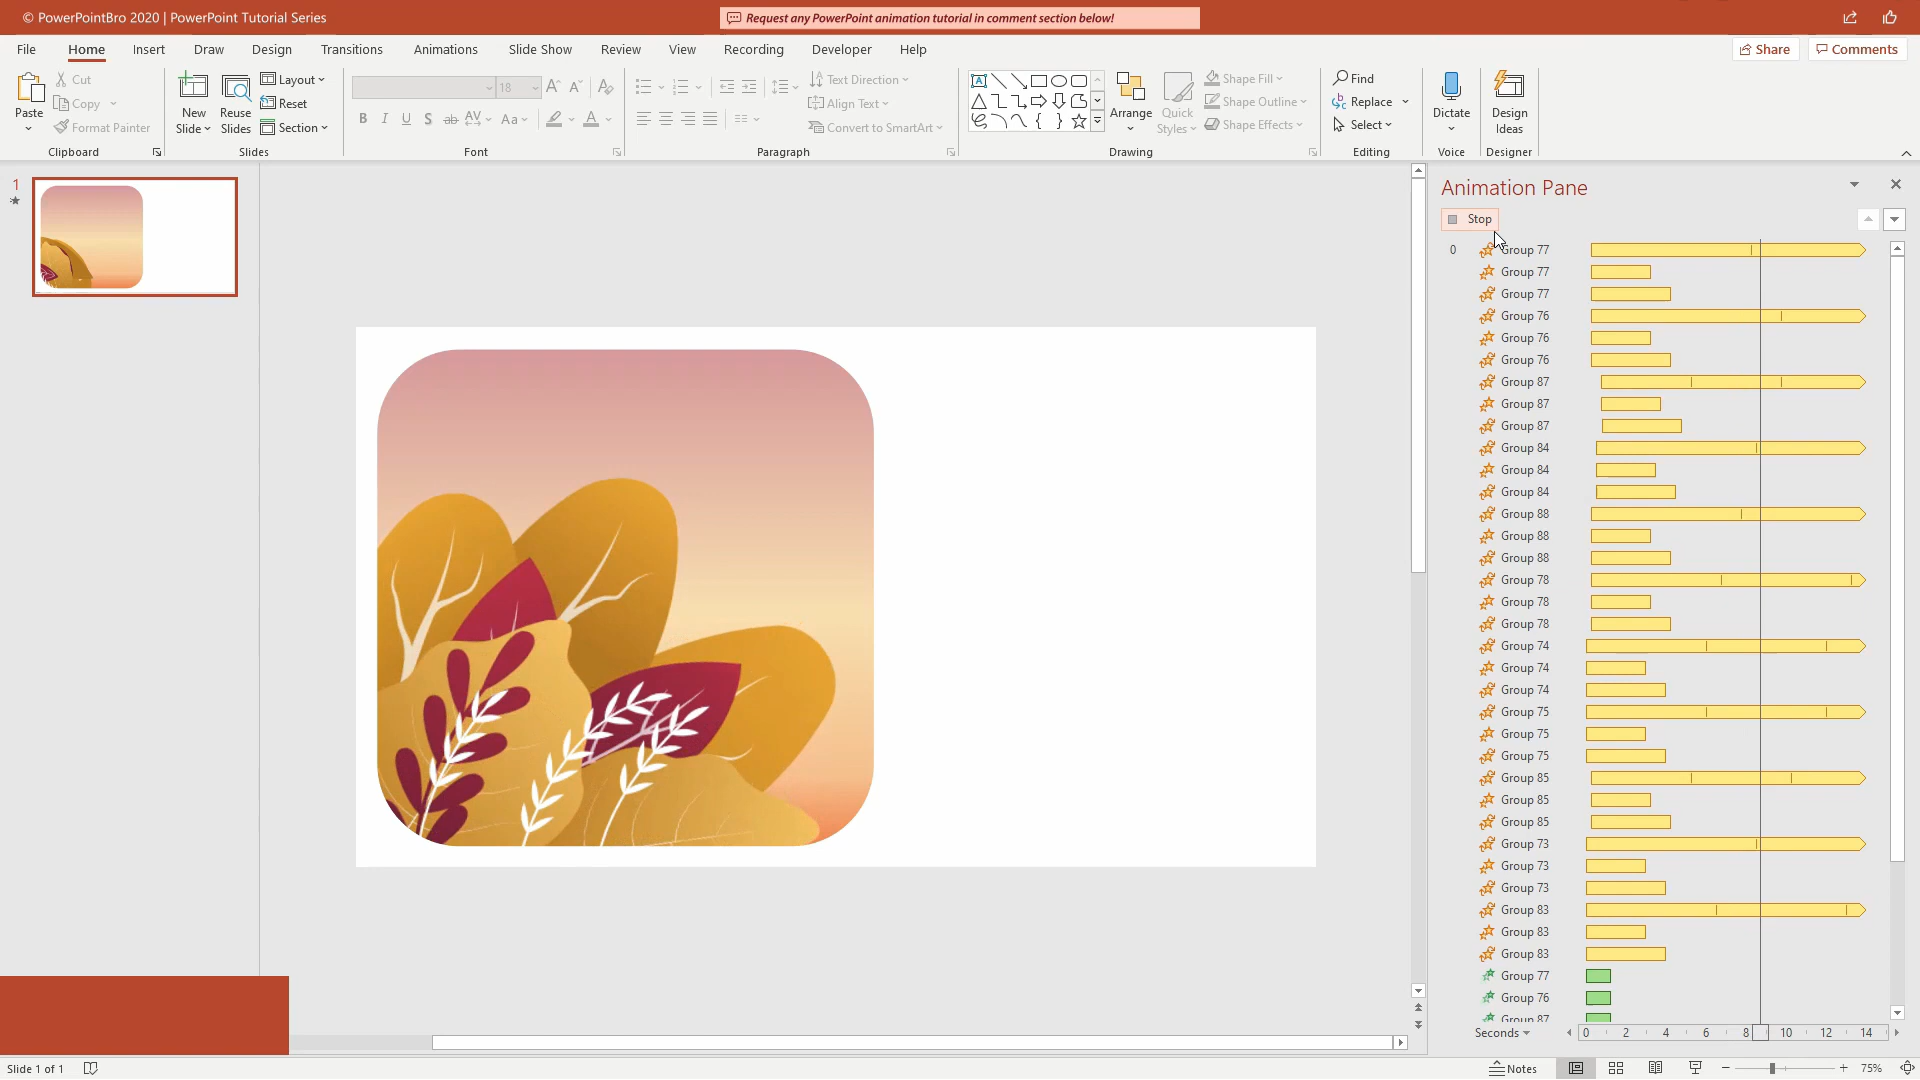 © PowerPointBro 2020 | PowerPoint Tutorial Series
Request any PowerPoint animation tutorial in comment section below!
File Home Insert Draw Design Transitions Animations Slide Show Review View Recording Developer Help
Share Comments
Paste
Cut
Copy
Format Painter
Clipboard
New Slide
Reuse Slides
Layout
Reset
Section
Slides
18
B I U S ab AV Aa
A
Font
Text Direction
Align Text
Convert to SmartArt
Paragraph
Arrange
Quick Styles
Shape Fill
Shape Outline
Shape Effects
Drawing
Find
Replace
Select
Editing
Dictate
Voice
Design Ideas
Designer
1
Animation Pane
Stop
0 Group 77
Group 77
Group 77
Group 76
Group 76
Group 76
Group 87
Group 87
Group 87
Group 84
Group 84
Group 84
Group 88
Group 88
Group 88
Group 78
Group 78
Group 78
Group 74
Group 74
Group 74
Group 75
Group 75
Group 75
Group 85
Group 85
Group 85
Group 73
Group 73
Group 73
Group 83
Group 83
Group 83
Group 77
Group 76
Group 87
Seconds 0 2 4 6 8 10 12 14
Slide 1 of 1
Notes
75%